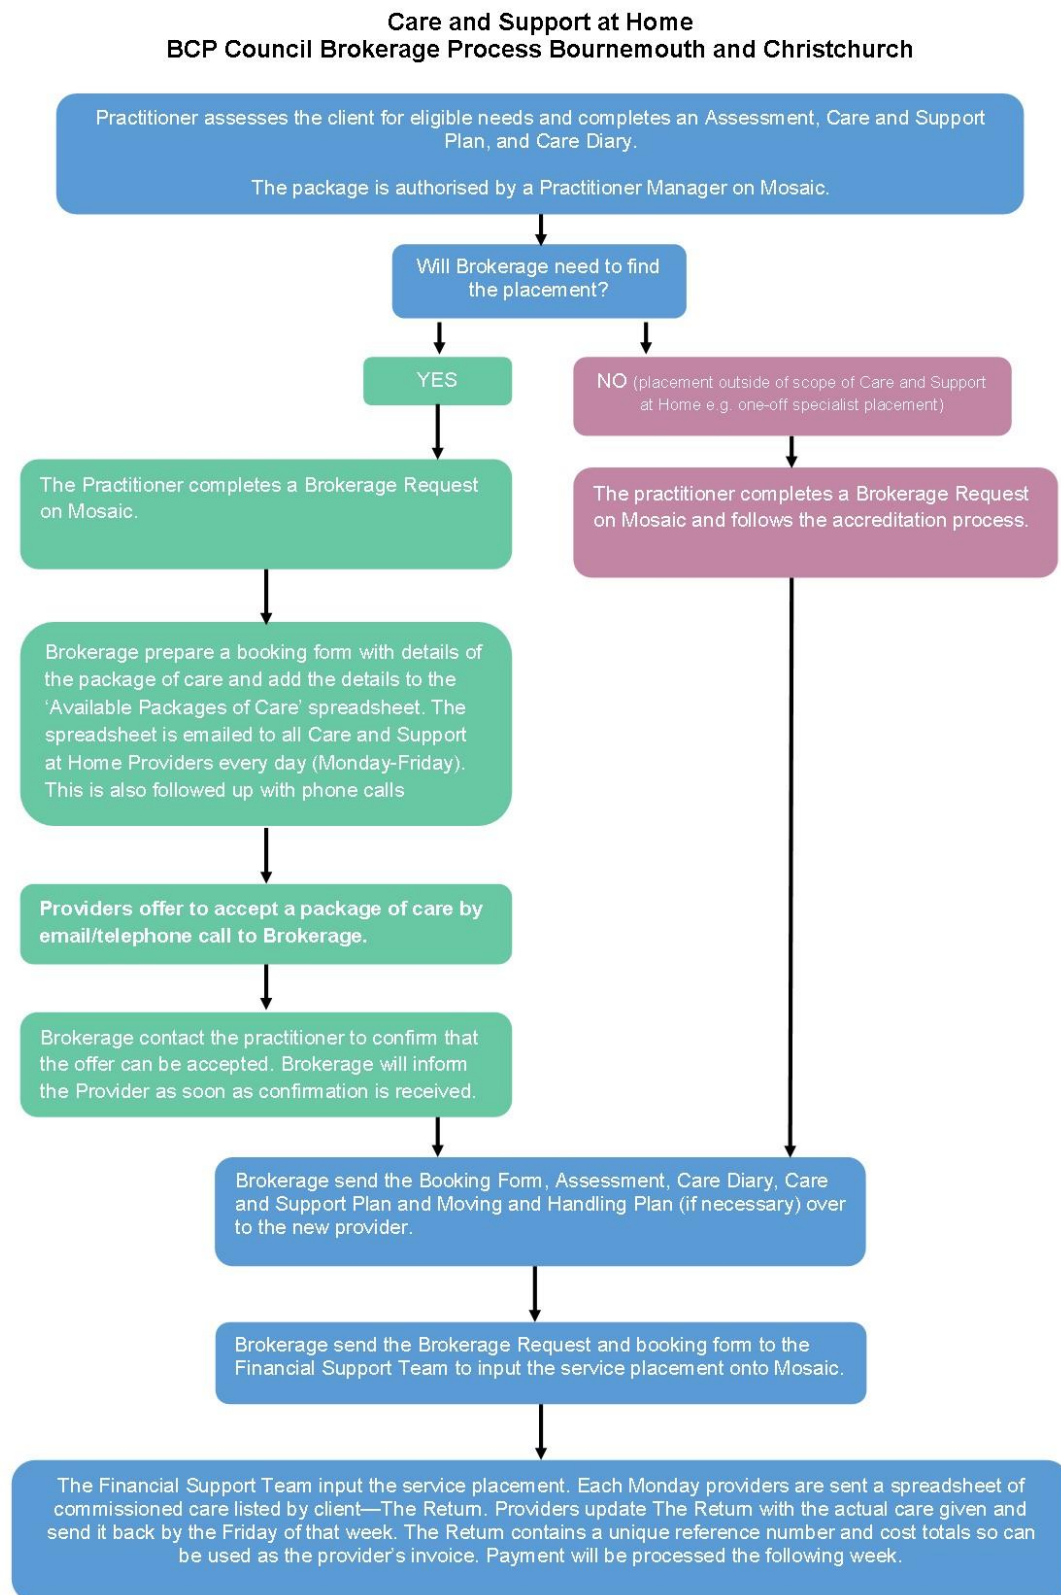 Care and Support at Home
BCP Council Brokerage Process Bournemouth and Christchurch
Practitioner assesses the client for eligible needs and completes an Assessment, Care and Support
Plan, and Care Diary.
The package is authorised by a Practitioner Manager on Mosaic.
Will Brokerage need to find
the placement?
YES
NO (placement outside of scope of Care and Support
at Home e.g. one-off specialist placement)
The Practitioner completes a Brokerage Request
on Mosaic.
The practitioner completes a Brokerage Request
on Mosaic and follows the accreditation process.
Brokerage prepare a booking form with details of
the package of care and add the details to the
‘Available Packages of Care’ spreadsheet. The
spreadsheet is emailed to all Care and Support
at Home Providers every day (Monday-Friday).
This is also followed up with phone calls
Providers offer to accept a package of care by
email/telephone call to Brokerage.
Brokerage contact the practitioner to confirm that
the offer can be accepted. Brokerage will inform
the Provider as soon as confirmation is received.
Brokerage send the Booking Form, Assessment, Care Diary, Care
and Support Plan and Moving and Handling Plan (if necessary) over
to the new provider.
Brokerage send the Brokerage Request and booking form to the
Financial Support Team to input the service placement onto Mosaic.
The Financial Support Team input the service placement. Each Monday providers are sent a spreadsheet of
commissioned care listed by client—The Return. Providers update The Return with the actual care given and
send it back by the Friday of that week. The Return contains a unique reference number and cost totals so can
be used as the provider’s invoice. Payment will be processed the following week.